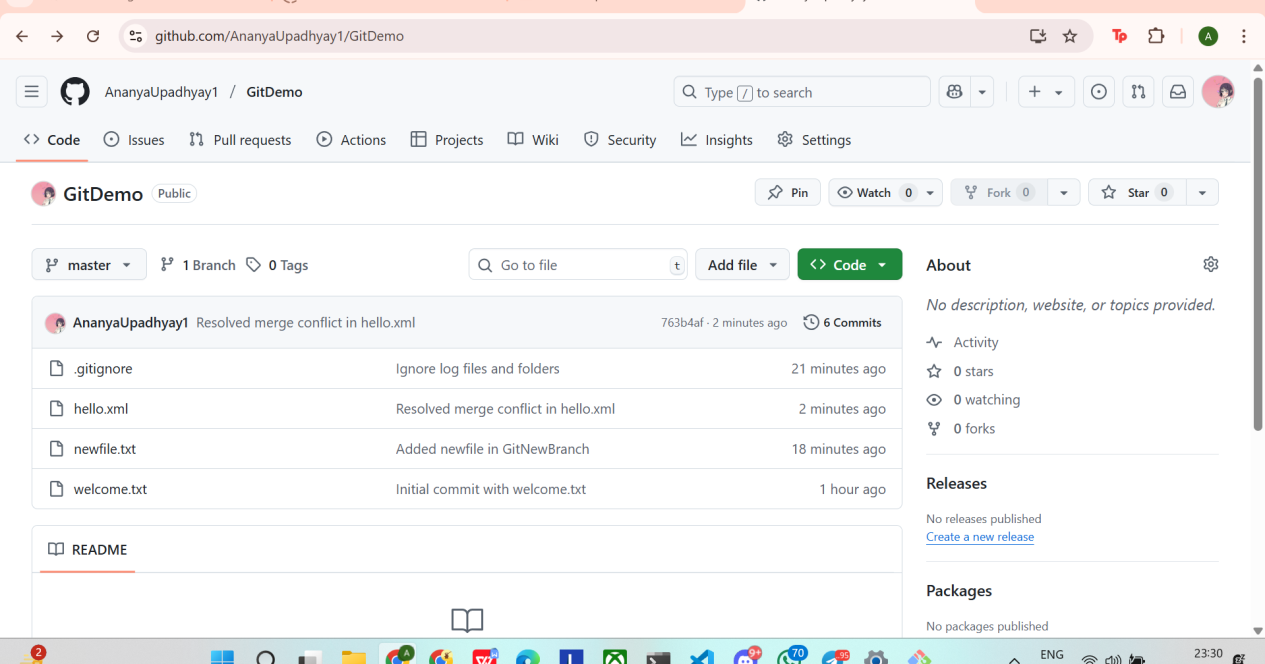 github.com/AnanyaUpadhyay1/GitDemo
Tp
A
AnanyaUpadhyay1 / GitDemo
Type / to search
Code Issues Pull requests Actions Projects Wiki Security Insights Settings
GitDemo Public
Pin Watch 0 Fork 0 Star 0
master 1 Branch 0 Tags Go to file t Add file Code
About
No description, website, or topics provided.
AnanyaUpadhyay1 Resolved merge conflict in hello.xml 763b4af · 2 minutes ago 6 Commits
.gitignore Ignore log files and folders 21 minutes ago
hello.xml Resolved merge conflict in hello.xml 2 minutes ago
newfile.txt Added newfile in GitNewBranch 18 minutes ago
welcome.txt Initial commit with welcome.txt 1 hour ago
README
Activity
0 stars
0 watching
0 forks
Releases
No releases published
Create a new release
Packages
No packages published
2
A
9+
70
95
ENG
23:30